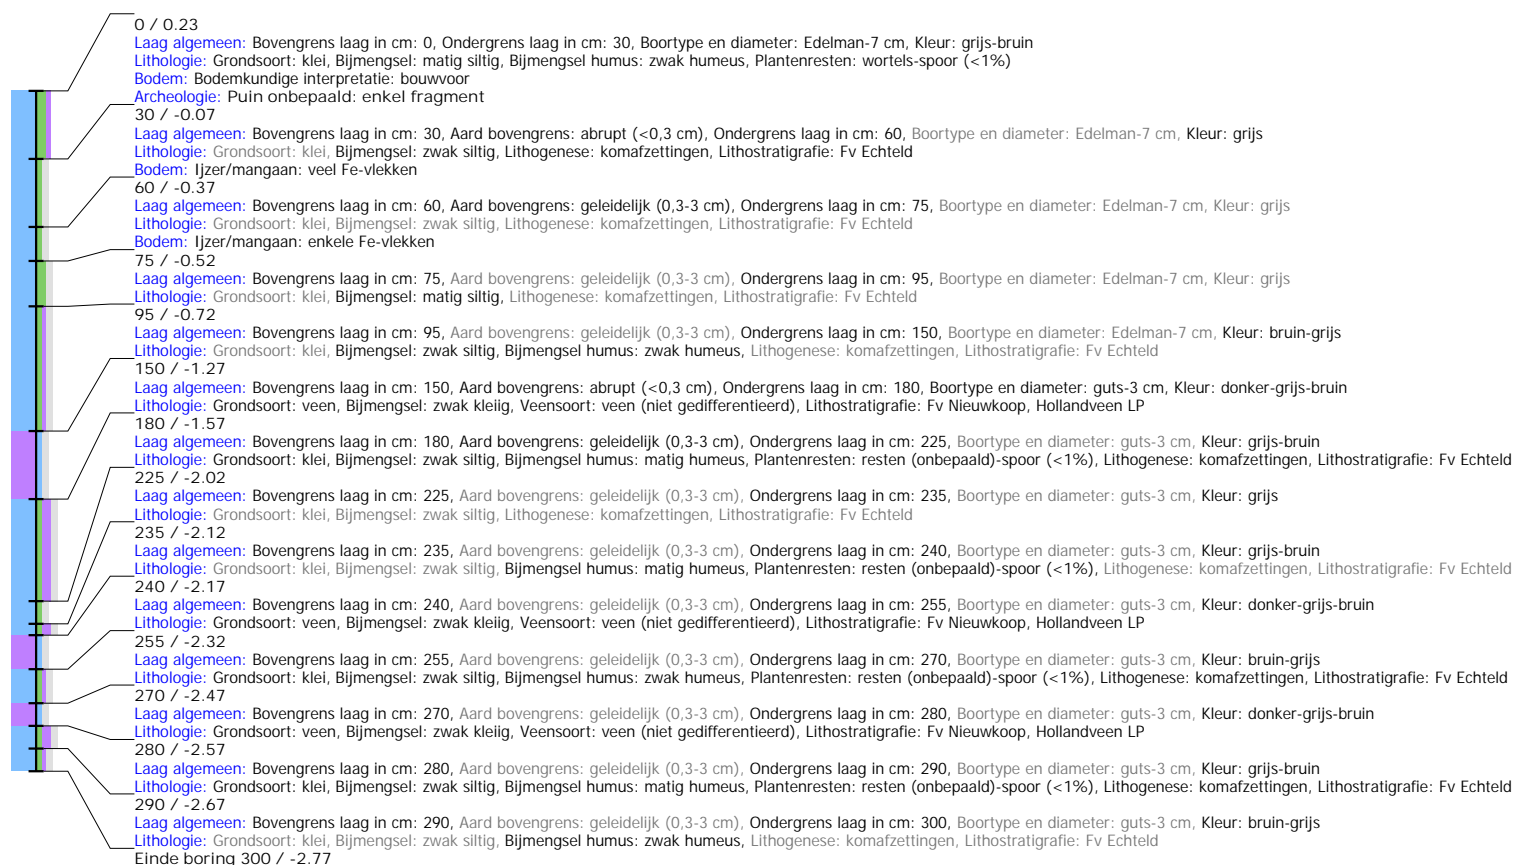 0 / 0.23
Laag algemeen: Bovengrens laag in cm: 0, Ondergrens laag in cm: 30, Boortype en diameter: Edelman-7 cm, Kleur: grijs-bruin
Lithologie: Grondsoort: klei, Bijmengsel: matig siltig, Bijmengsel humus: zwak humeus, Plantenresten: wortels-spoor (<1%)
Bodem: Bodemkundige interpretatie: bouwvoor
Archeologie: Puin onbepaald: enkel fragment
30 / -0.07
Laag algemeen: Bovengrens laag in cm: 30, Aard bovengrens: abrupt (<0,3 cm), Ondergrens laag in cm: 60, Boortype en diameter: Edelman-7 cm, Kleur: grijs
Lithologie: Grondsoort: klei, Bijmengsel: zwak siltig, Lithogenese: komafzettingen, Lithostratigrafie: Fv Echteld
Bodem: Ijzer/mangaan: veel Fe-vlekken
60 / -0.37
Laag algemeen: Bovengrens laag in cm: 60, Aard bovengrens: geleidelijk (0,3-3 cm), Ondergrens laag in cm: 75, Boortype en diameter: Edelman-7 cm, Kleur: grijs
Lithologie: Grondsoort: klei, Bijmengsel: zwak siltig, Lithogenese: komafzettingen, Lithostratigrafie: Fv Echteld
Bodem: Ijzer/mangaan: enkele Fe-vlekken
75 / -0.52
Laag algemeen: Bovengrens laag in cm: 75, Aard bovengrens: geleidelijk (0,3-3 cm), Ondergrens laag in cm: 95, Boortype en diameter: Edelman-7 cm, Kleur: grijs
Lithologie: Grondsoort: klei, Bijmengsel: matig siltig, Lithogenese: komafzettingen, Lithostratigrafie: Fv Echteld
95 / -0.72
Laag algemeen: Bovengrens laag in cm: 95, Aard bovengrens: geleidelijk (0,3-3 cm), Ondergrens laag in cm: 150, Boortype en diameter: Edelman-7 cm, Kleur: bruin-grijs
Lithologie: Grondsoort: klei, Bijmengsel: zwak siltig, Bijmengsel humus: zwak humeus, Lithogenese: komafzettingen, Lithostratigrafie: Fv Echteld
150 / -1.27
Laag algemeen: Bovengrens laag in cm: 150, Aard bovengrens: abrupt (<0,3 cm), Ondergrens laag in cm: 180, Boortype en diameter: guts-3 cm, Kleur: donker-grijs-bruin
Lithologie: Grondsoort: veen, Bijmengsel: zwak kleiig, Veensoort: veen (niet gedifferentieerd), Lithostratigrafie: Fv Nieuwkoop, Hollandveen LP
180 / -1.57
Laag algemeen: Bovengrens laag in cm: 180, Aard bovengrens: geleidelijk (0,3-3 cm), Ondergrens laag in cm: 225, Boortype en diameter: guts-3 cm, Kleur: grijs-bruin
Lithologie: Grondsoort: klei, Bijmengsel: zwak siltig, Bijmengsel humus: matig humeus, Plantenresten: resten (onbepaald)-spoor (<1%), Lithogenese: komafzettingen, Lithostratigrafie: Fv Echteld
225 / -2.02
Laag algemeen: Bovengrens laag in cm: 225, Aard bovengrens: geleidelijk (0,3-3 cm), Ondergrens laag in cm: 235, Boortype en diameter: guts-3 cm, Kleur: grijs
Lithologie: Grondsoort: klei, Bijmengsel: zwak siltig, Lithogenese: komafzettingen, Lithostratigrafie: Fv Echteld
235 / -2.12
Laag algemeen: Bovengrens laag in cm: 235, Aard bovengrens: geleidelijk (0,3-3 cm), Ondergrens laag in cm: 240, Boortype en diameter: guts-3 cm, Kleur: grijs-bruin
Lithologie: Grondsoort: klei, Bijmengsel: zwak siltig, Bijmengsel humus: matig humeus, Plantenresten: resten (onbepaald)-spoor (<1%), Lithogenese: komafzettingen, Lithostratigrafie: Fv Echteld
240 / -2.17
Laag algemeen: Bovengrens laag in cm: 240, Aard bovengrens: geleidelijk (0,3-3 cm), Ondergrens laag in cm: 255, Boortype en diameter: guts-3 cm, Kleur: donker-grijs-bruin
Lithologie: Grondsoort: veen, Bijmengsel: zwak kleiig, Veensoort: veen (niet gedifferentieerd), Lithostratigrafie: Fv Nieuwkoop, Hollandveen LP
255 / -2.32
Laag algemeen: Bovengrens laag in cm: 255, Aard bovengrens: geleidelijk (0,3-3 cm), Ondergrens laag in cm: 270, Boortype en diameter: guts-3 cm, Kleur: bruin-grijs
Lithologie: Grondsoort: klei, Bijmengsel: zwak siltig, Bijmengsel humus: zwak humeus, Plantenresten: resten (onbepaald)-spoor (<1%), Lithogenese: komafzettingen, Lithostratigrafie: Fv Echteld
270 / -2.47
Laag algemeen: Bovengrens laag in cm: 270, Aard bovengrens: geleidelijk (0,3-3 cm), Ondergrens laag in cm: 280, Boortype en diameter: guts-3 cm, Kleur: donker-grijs-bruin
Lithologie: Grondsoort: veen, Bijmengsel: zwak kleiig, Veensoort: veen (niet gedifferentieerd), Lithostratigrafie: Fv Nieuwkoop, Hollandveen LP
280 / -2.57
Laag algemeen: Bovengrens laag in cm: 280, Aard bovengrens: geleidelijk (0,3-3 cm), Ondergrens laag in cm: 290, Boortype en diameter: guts-3 cm, Kleur: grijs-bruin
Lithologie: Grondsoort: klei, Bijmengsel: zwak siltig, Bijmengsel humus: matig humeus, Plantenresten: resten (onbepaald)-spoor (<1%), Lithogenese: komafzettingen, Lithostratigrafie: Fv Echteld
290 / -2.67
Laag algemeen: Bovengrens laag in cm: 290, Aard bovengrens: geleidelijk (0,3-3 cm), Ondergrens laag in cm: 300, Boortype en diameter: guts-3 cm, Kleur: bruin-grijs
Lithologie: Grondsoort: klei, Bijmengsel: zwak siltig, Bijmengsel humus: zwak humeus, Lithogenese: komafzettingen, Lithostratigrafie: Fv Echteld
Einde boring 300 / -2.77